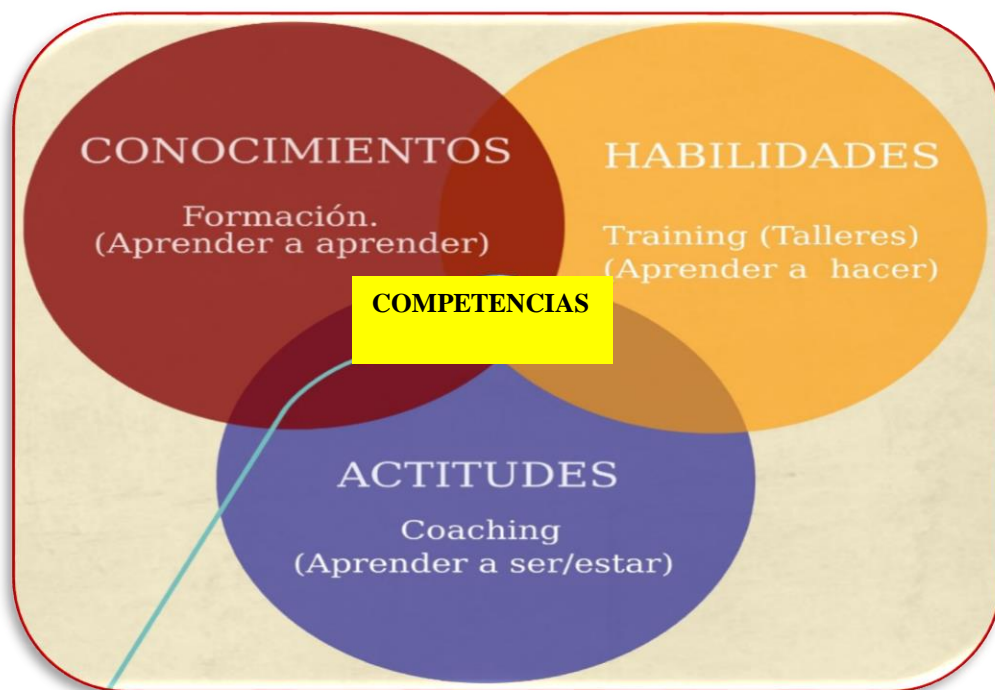 CONOCIMIENTOS
Formación.
(Aprender a aprender)
HABILIDADES
Training (Talleres)
(Aprender a hacer)
COMPETENCIAS
ACTITUDES
Coaching
(Aprender a ser/estar)